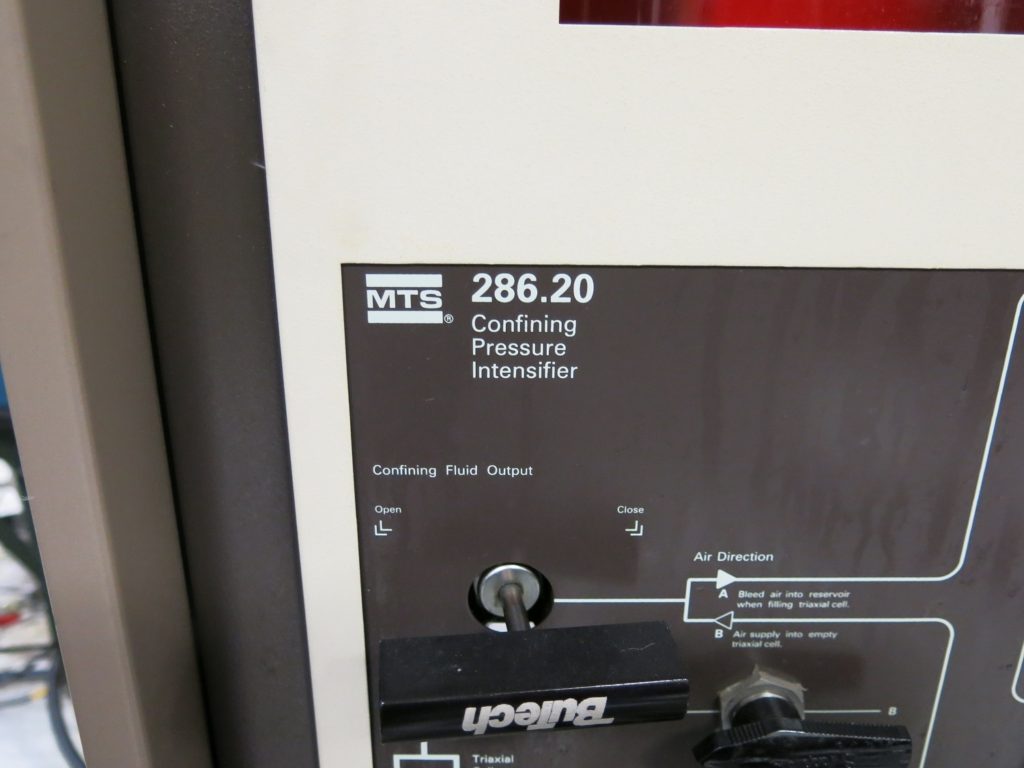 MTS®
286.20
Confining
Pressure
Intensifier
Confining Fluid Output
Open
Close
Air Direction
A Bleed air into reservoir
when filling triaxial cell.
B Air supply into empty
triaxial cell.
B
BuTech
Triaxial